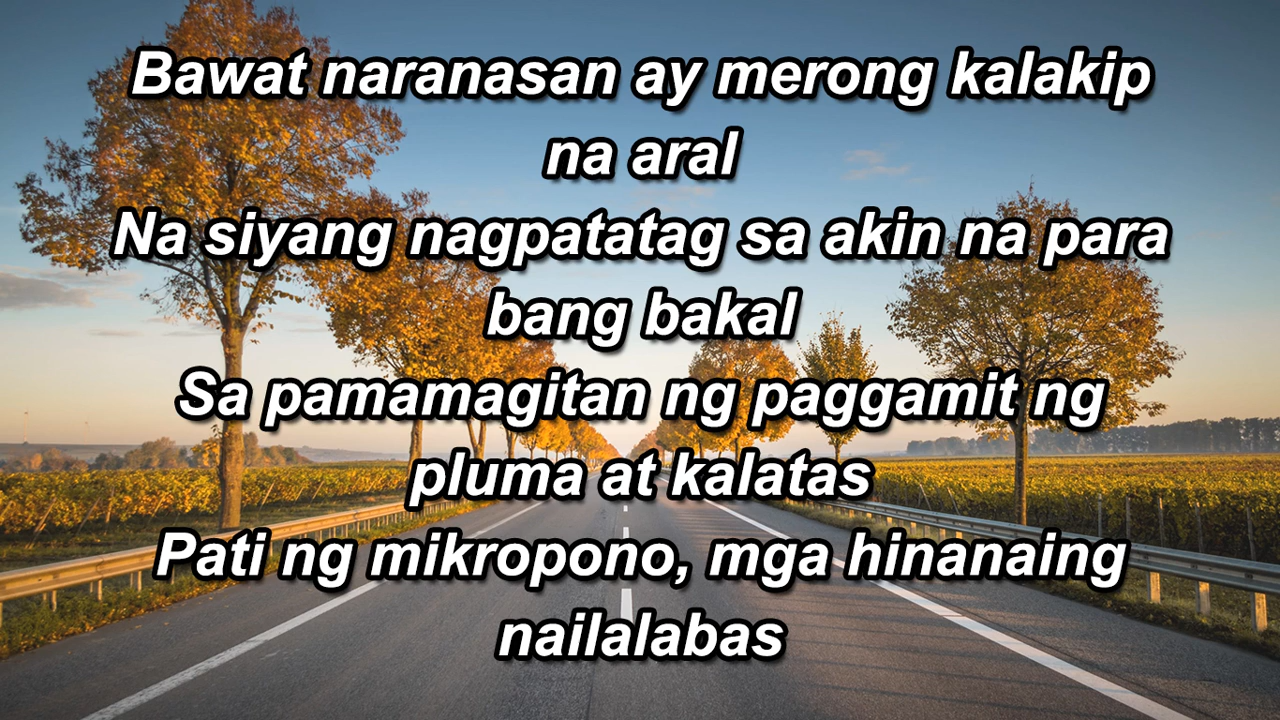 Bawat naranasan ay merong kalakip
na aral
Na siyang nagpatatag sa akin na para
bang bakal
Sa pamamagitan ng paggamit ng
pluma at kalatas
Pati ng mikropono, mga hinanaing
nailalabas